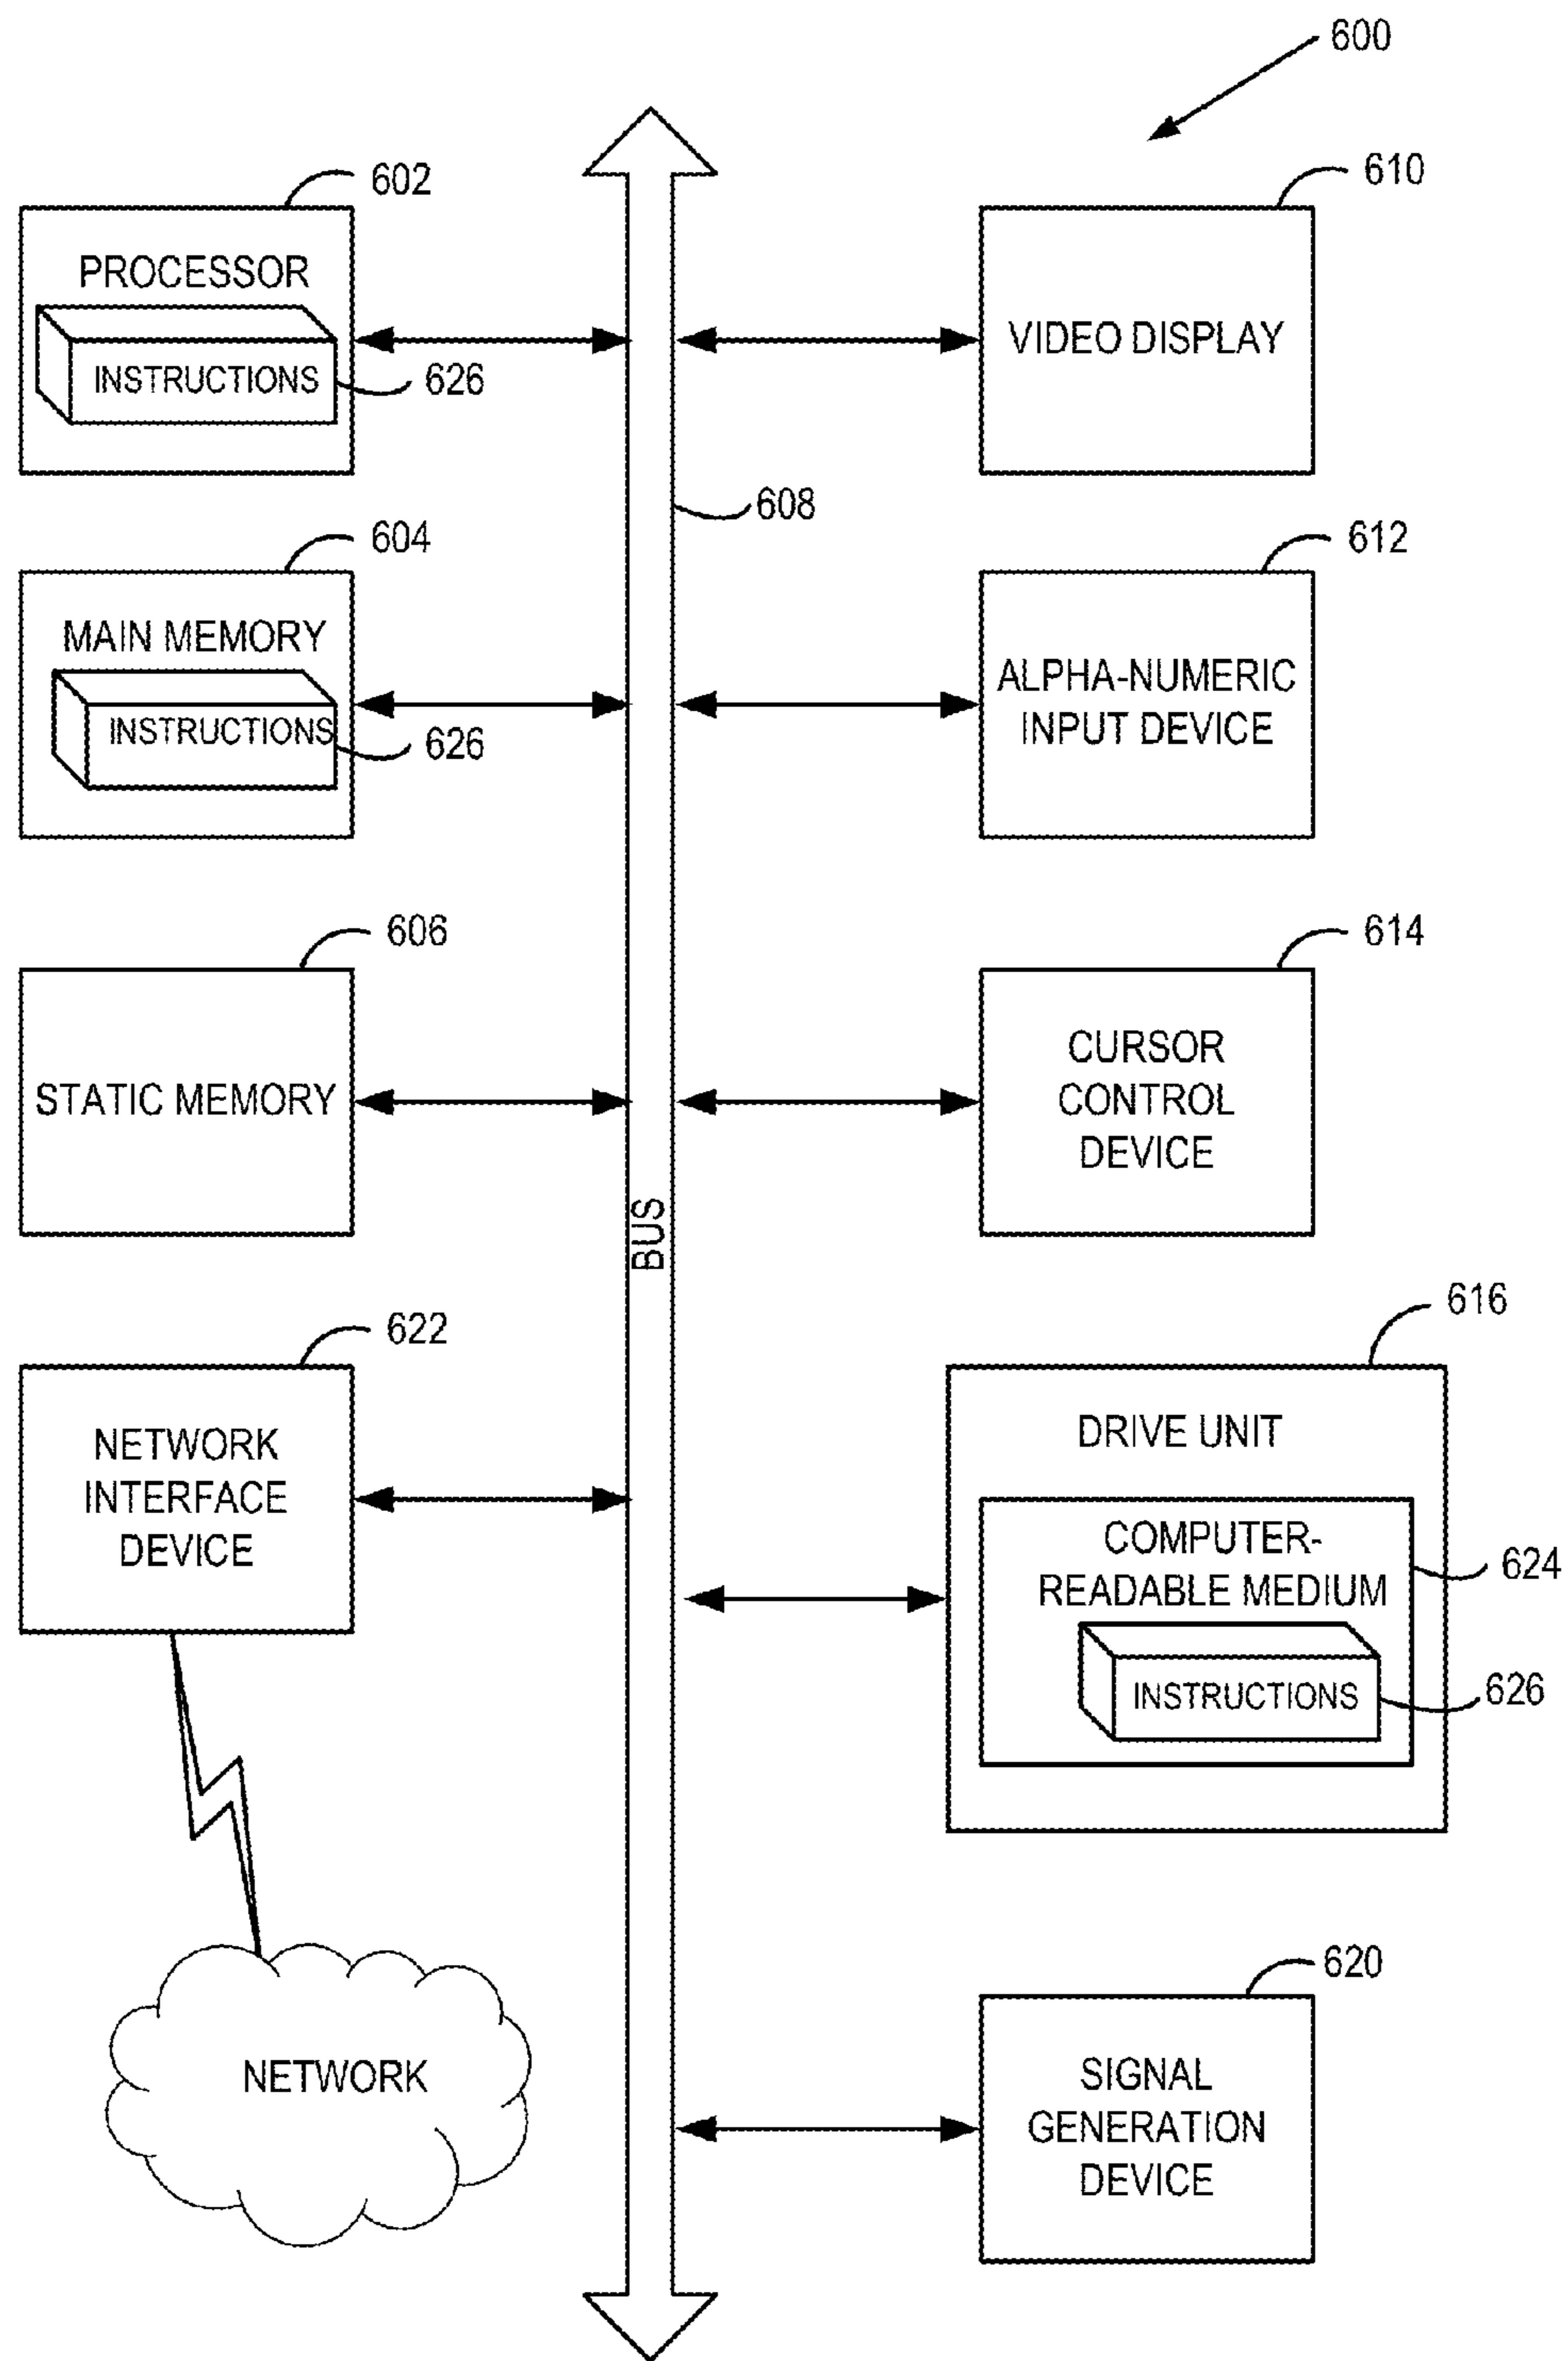 600
602
PROCESSOR
INSTRUCTIONS
626
604
MAIN MEMORY
INSTRUCTIONS
626
606
STATIC MEMORY
622
NETWORK
INTERFACE
DEVICE
NETWORK
608
BUS
610
VIDEO DISPLAY
612
ALPHA-NUMERIC
INPUT DEVICE
614
CURSOR
CONTROL
DEVICE
616
DRIVE UNIT
COMPUTER-
READABLE MEDIUM
624
INSTRUCTIONS
626
620
SIGNAL
GENERATION
DEVICE